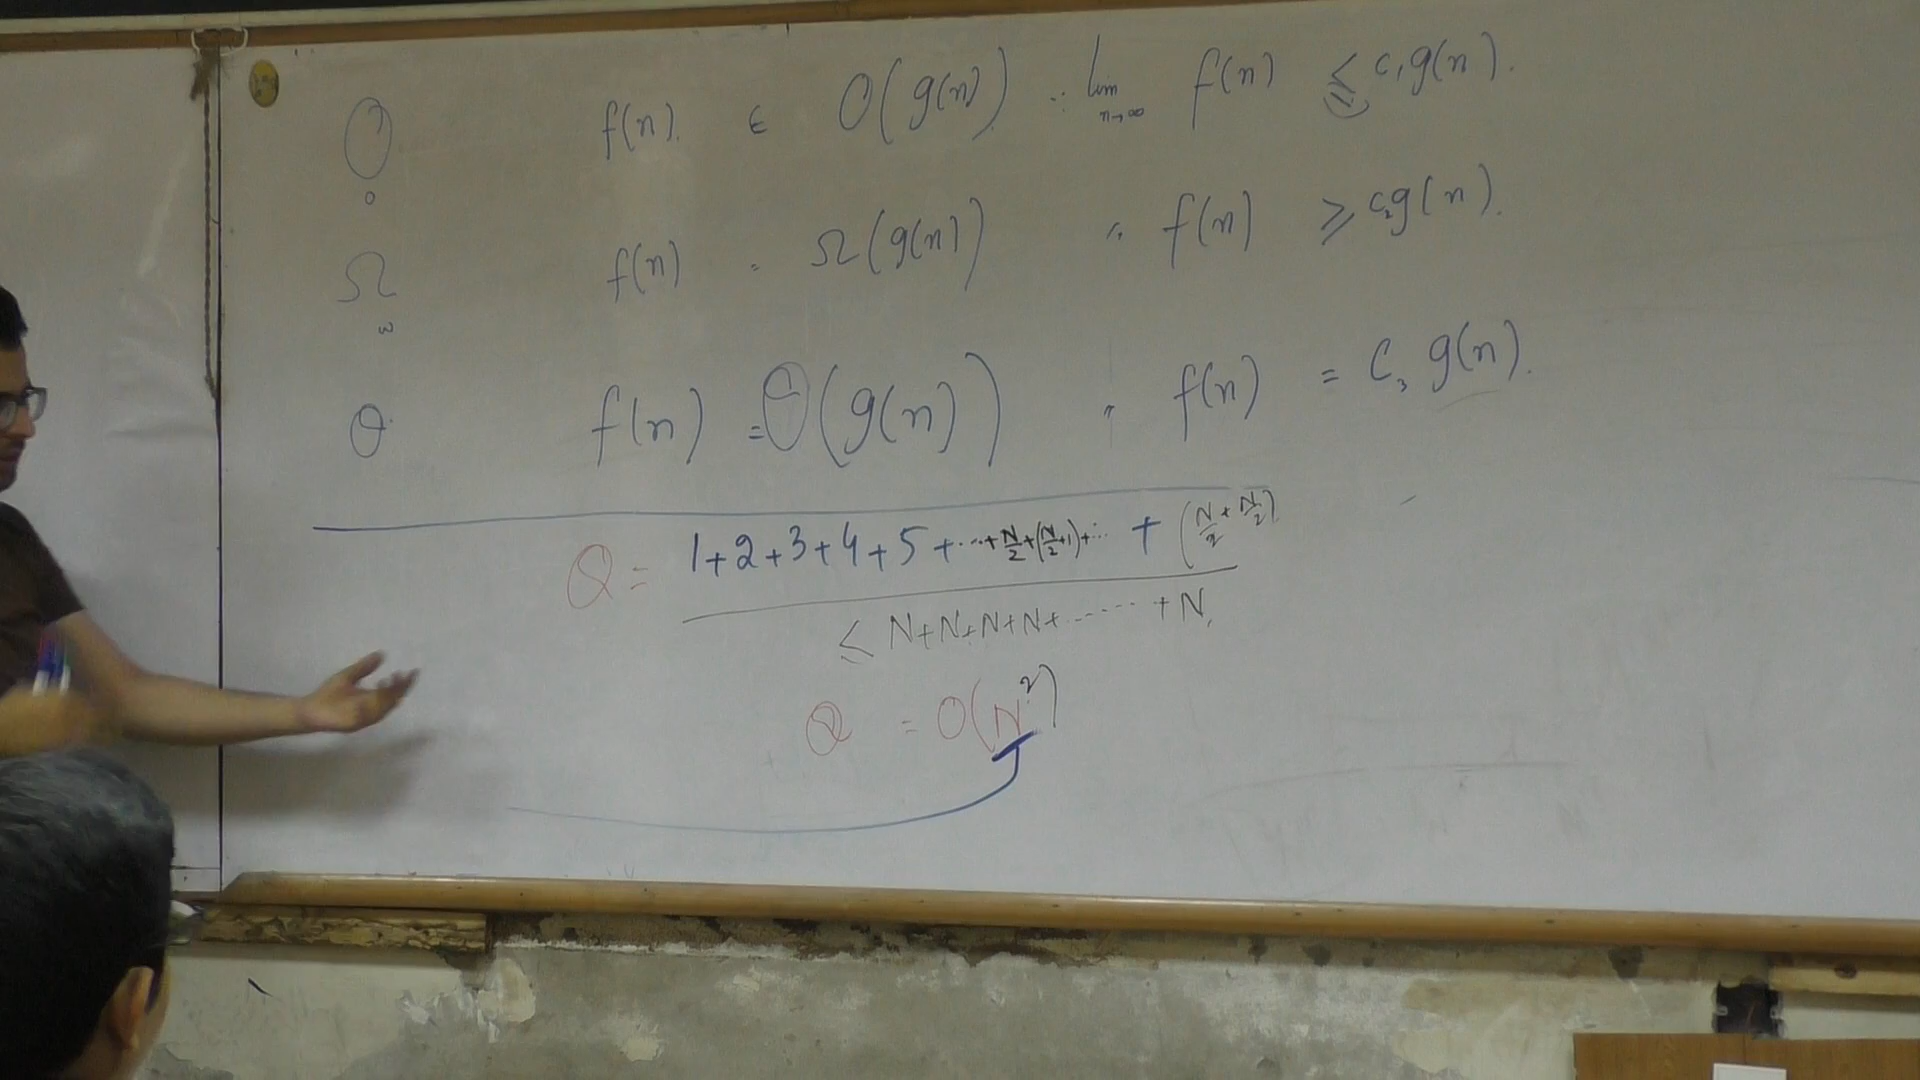 O f(n) ∈ O(g(n)) ∵ lim n→∞ f(n) ≤ c₁g(n).
o
Ω f(n) = Ω(g(n)) " f(n) ≥ c₂g(n).
ω
θ f(n) = Θ(g(n)) " f(n) = C₃ g(n).
Q = 1+2+3+4+5+...+N/2+(N/2+1)+... + (N/2+N/2)
≤ N+N+N+N+...... +N,
Q = O(N²)